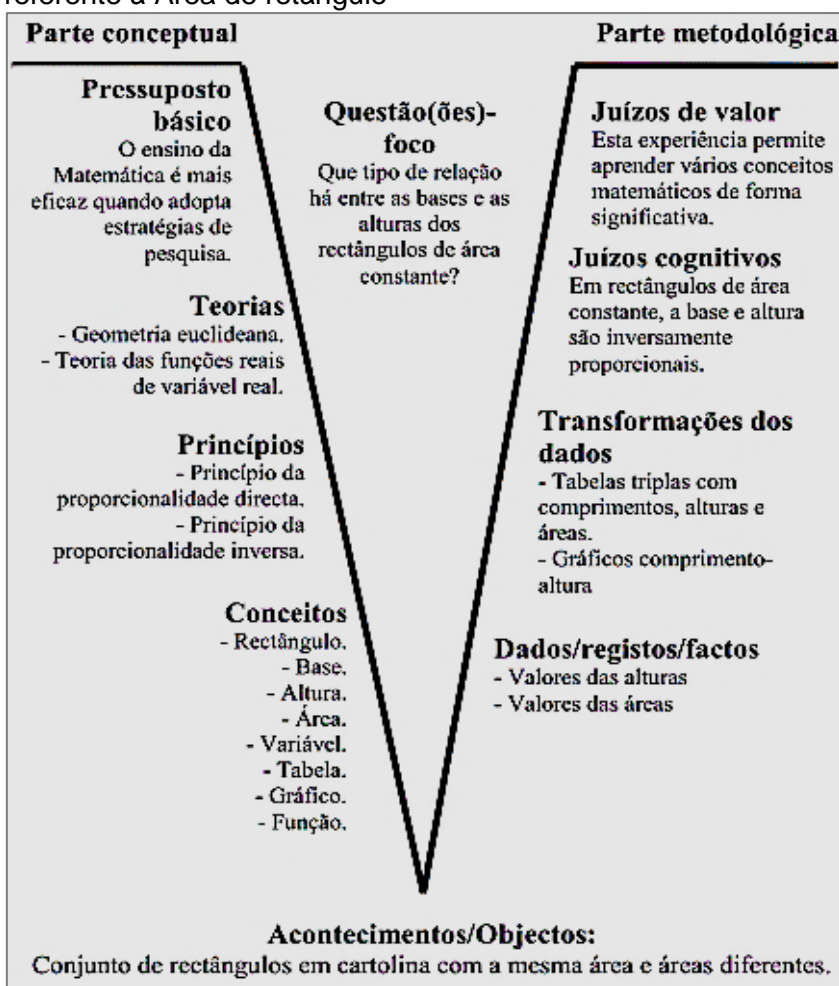 referente à Área do retângulo
Parte conceptual
Parte metodológica
Pressuposto
básico
O ensino da
Matemática é mais
eficaz quando adopta
estratégias de
pesquisa.
Teorias
- Geometria euclideana.
- Teoria das funções reais
de variável real.
Princípios
- Princípio da
proporcionalidade directa.
- Princípio da
proporcionalidade inversa.
Conceitos
- Rectângulo.
- Base.
- Altura.
- Área.
- Variável.
- Tabela.
- Gráfico.
- Função.
Questão(ões)-
foco
Que tipo de relação
há entre as bases e as
alturas dos
rectângulos de área
constante?
Juízos de valor
Esta experiência permite
aprender vários conceitos
matemáticos de forma
significativa.
Juízos cognitivos
Em rectângulos de área
constante, a base e altura
são inversamente
proporcionais.
Transformações dos
dados
- Tabelas triplas com
comprimentos, alturas e
áreas.
- Gráficos comprimento-
altura
Dados/registos/factos
- Valores das alturas
- Valores das áreas
Acontecimentos/Objectos:
Conjunto de rectângulos em cartolina com a mesma área e áreas diferentes.